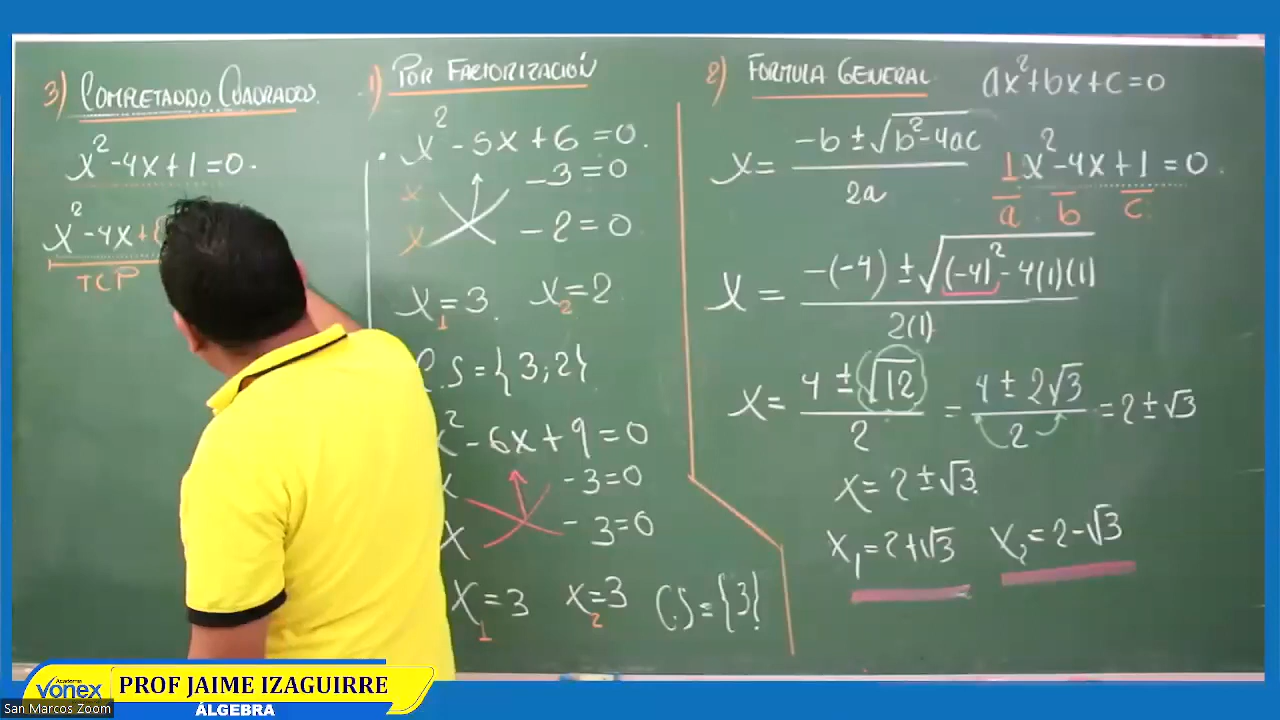 3) COMPLETANDO CUADRADOS.
x² - 4x + 1 = 0.
x² - 4x +
TCP
1) POR FACTORIZACIÓN
x² - 5x + 6 = 0.
x - 3 = 0
x - 2 = 0
x₁ = 3. x₂ = 2
C.S = {3; 2}
x² - 6x + 9 = 0
x - 3 = 0
x - 3 = 0
x₁ = 3 x₂ = 3 C.S = {3}
2) FORMULA GENERAL ax² + bx + c = 0
x = (-b ± √(b² - 4ac)) / 2a
1x² - 4x + 1 = 0.
a b c
x = (-(-4) ± √((-4)² - 4(1)(1))) / 2(1)
x = (4 ± √12) / 2 = (4 ± 2√3) / 2 = 2 ± √3
x = 2 ± √3.
x₁ = 2 + √3 x₂ = 2 - √3
Academia
vonex
PROF JAIME IZAGUIRRE
ÁLGEBRA
San Marcos Zoom